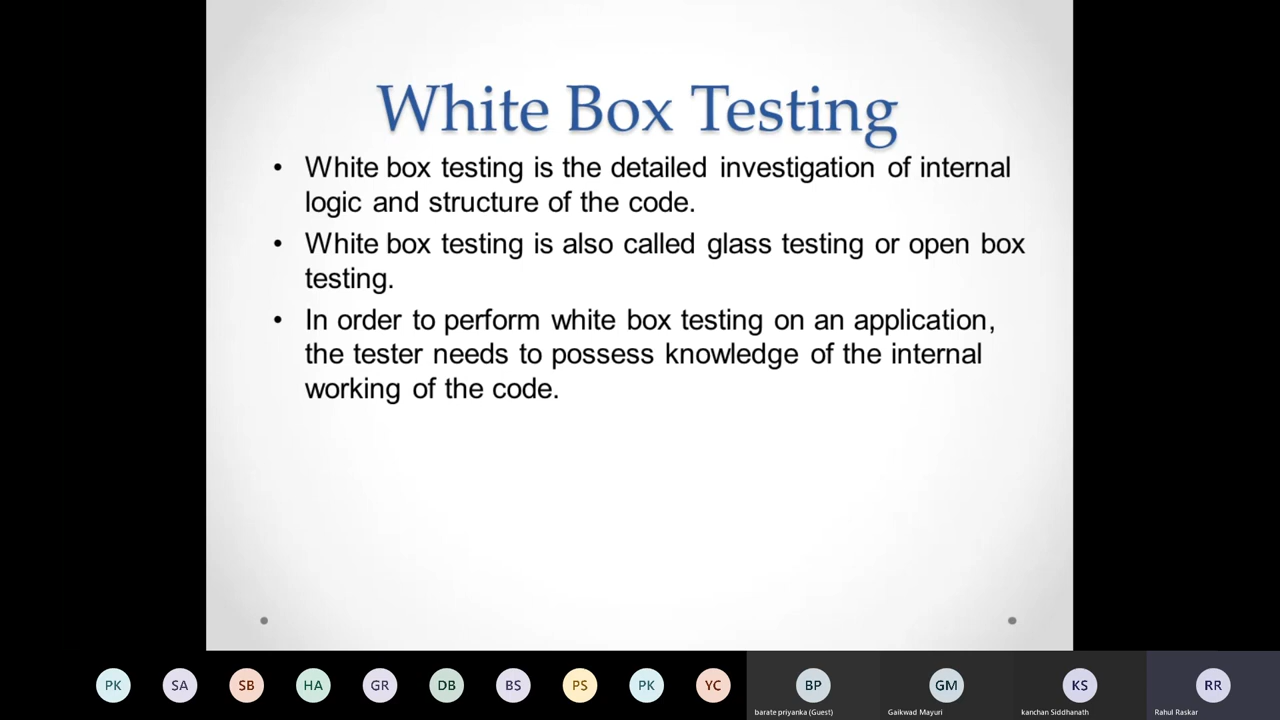 White Box Testing
• White box testing is the detailed investigation of internal
logic and structure of the code.
• White box testing is also called glass testing or open box
testing.
• In order to perform white box testing on an application,
the tester needs to possess knowledge of the internal
working of the code.
PK SA SB HA GR DB BS PS PK YC BP GM KS RR
barate priyanka (Guest) Gaikwad Mayuri kanchan Siddhanath Rahul Raskar